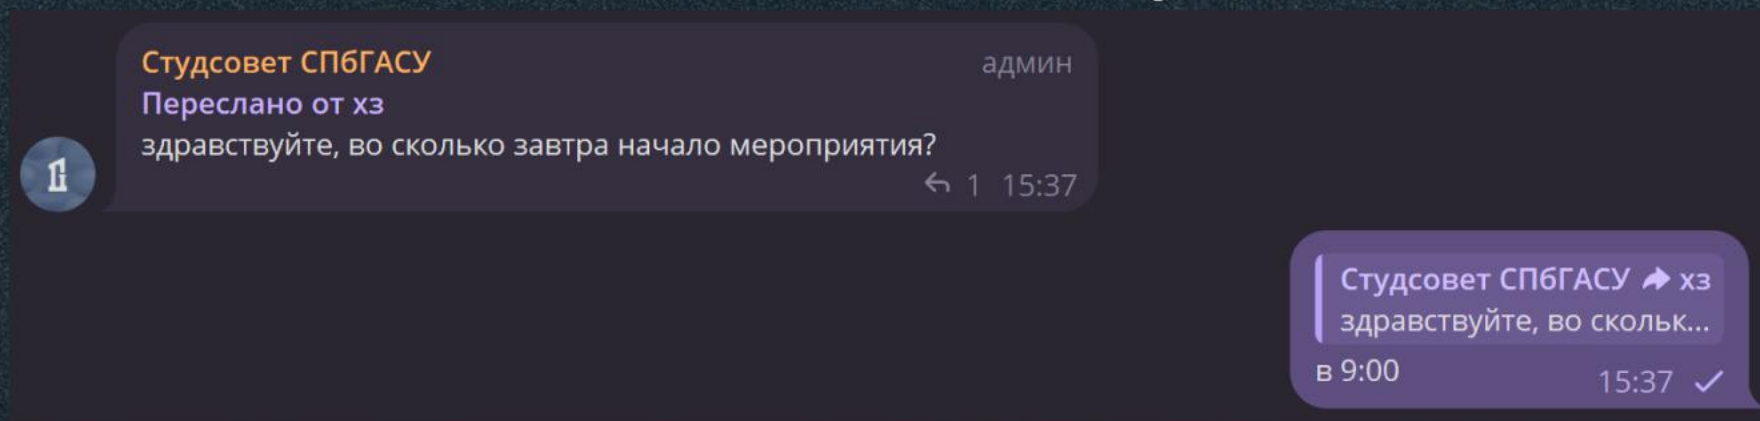 Студсовет СПбГАСУ админ
Переслано от хз
здравствуйте, во сколько завтра начало мероприятия?
1 15:37
Студсовет СПбГАСУ хз
здравствуйте, во скольк...
в 9:00 15:37